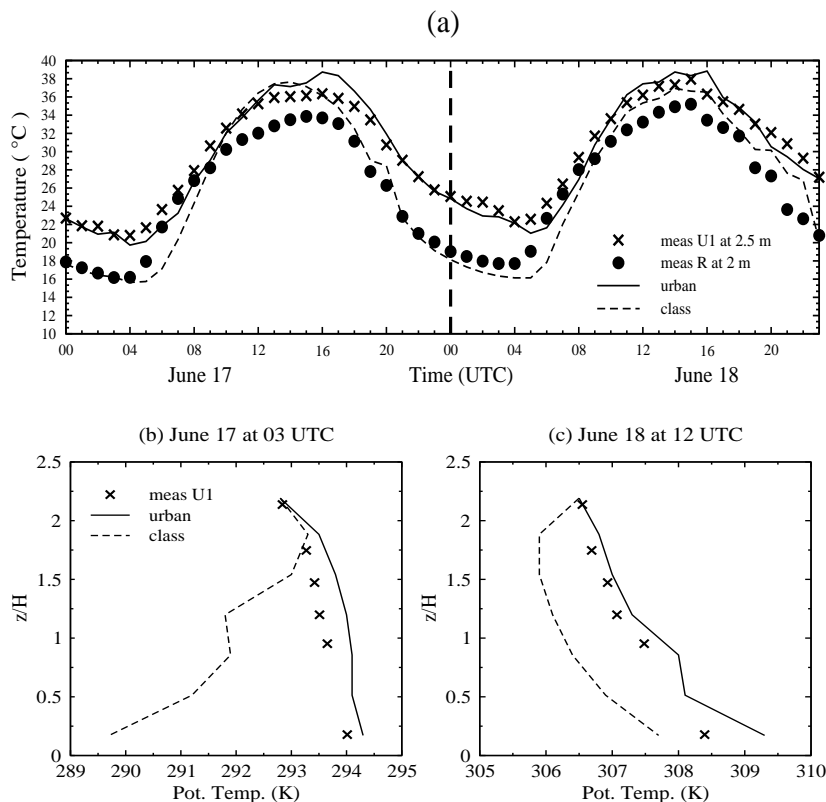 (a)
Temperature ( °C)
40
38
36
34
32
30
28
26
24
22
20
18
16
14
12
10
meas U1 at 2.5 m
meas R at 2 m
urban
class
00 04 08 12 16 20 00 04 08 12 16 20
June 17 Time (UTC) June 18
(b) June 17 at 03 UTC
z/H
2.5
2
1.5
1
0.5
0
meas U1
urban
class
289 290 291 292 293 294 295
Pot. Temp. (K)
(c) June 18 at 12 UTC
z/H
2.5
2
1.5
1
0.5
0
305 306 307 308 309 310
Pot. Temp. (K)